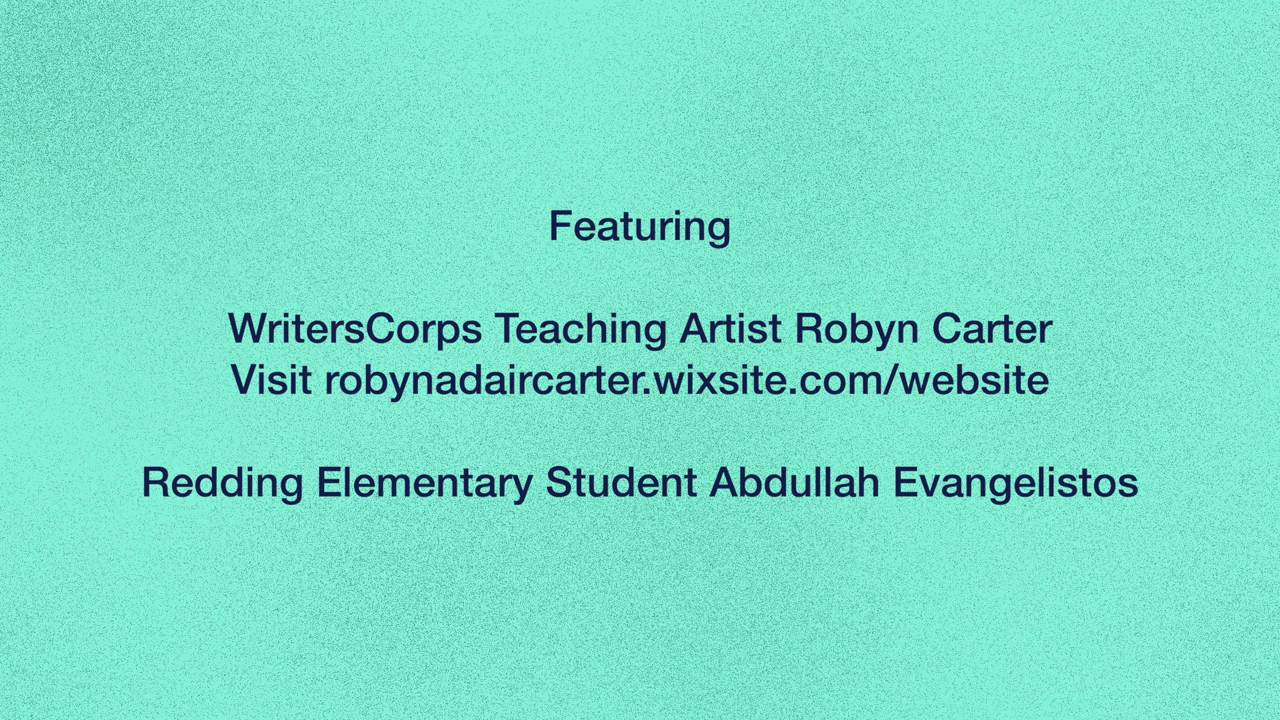 Featuring
WritersCorps Teaching Artist Robyn Carter
Visit robynadaircarter.wixsite.com/website
Redding Elementary Student Abdullah Evangelistos